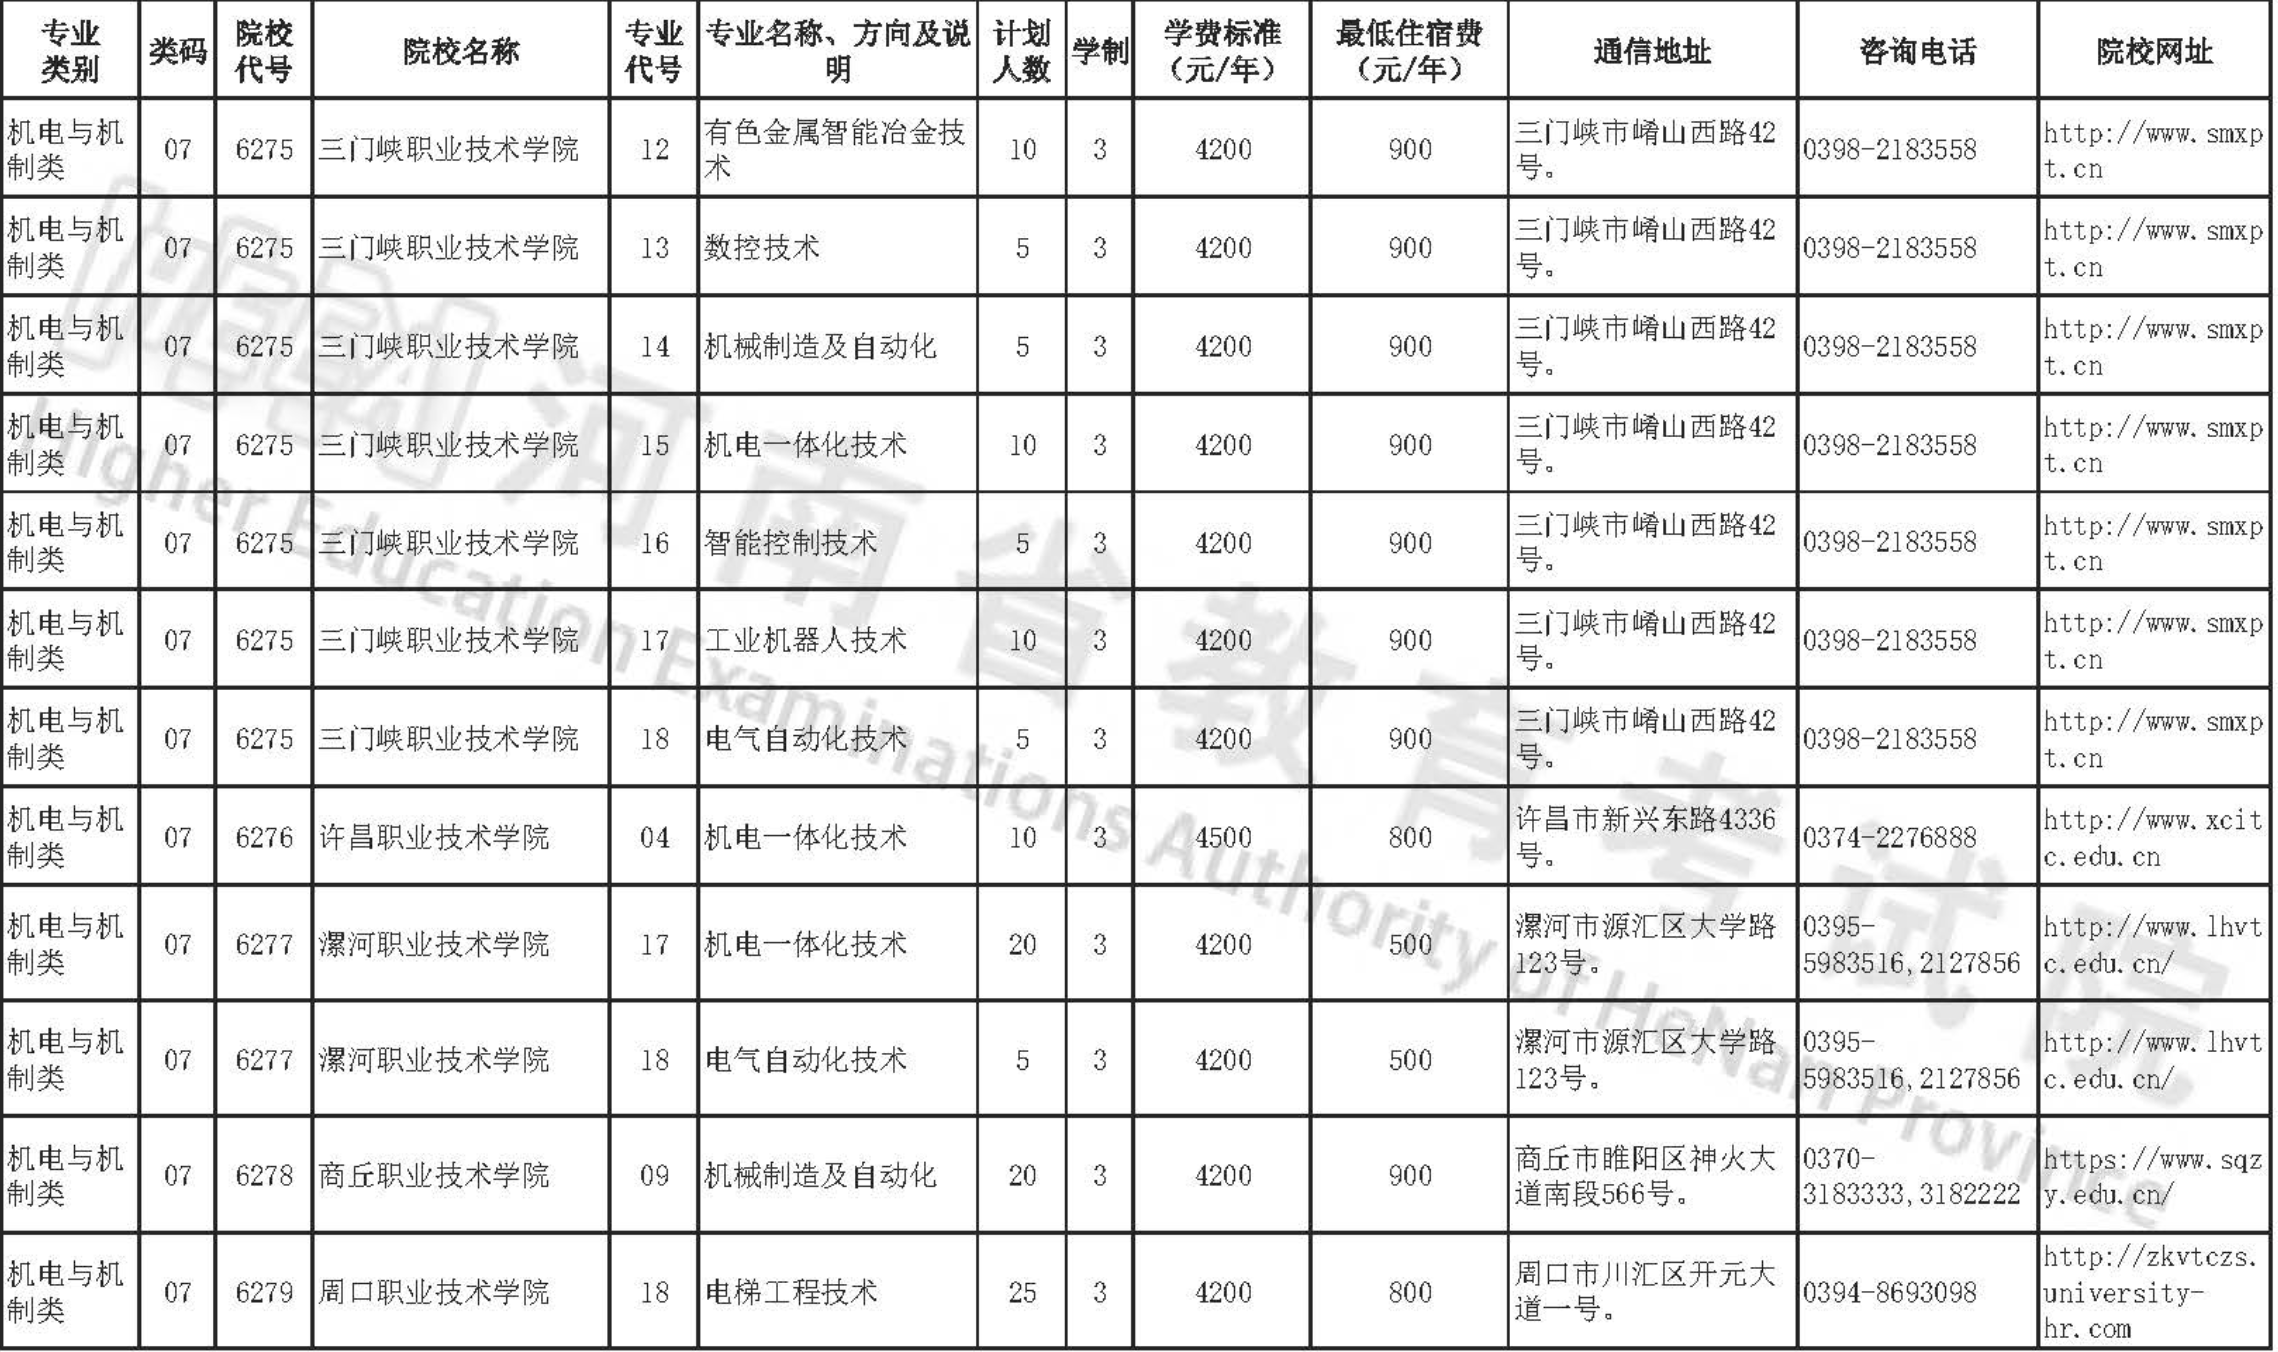 专业类别 类码 院校代号 院校名称 专业代号 专业名称、方向及说明 计划人数 学制 学费标准（元/年） 最低住宿费（元/年） 通信地址 咨询电话 院校网址
机电与机制类 07 6275 三门峡职业技术学院 12 有色金属智能冶金技术 10 3 4200 900 三门峡市崤山西路42号。 0398-2183558 http://www.smxpt.cn
机电与机制类 07 6275 三门峡职业技术学院 13 数控技术 5 3 4200 900 三门峡市崤山西路42号。 0398-2183558 http://www.smxpt.cn
机电与机制类 07 6275 三门峡职业技术学院 14 机械制造及自动化 5 3 4200 900 三门峡市崤山西路42号。 0398-2183558 http://www.smxpt.cn
机电与机制类 07 6275 三门峡职业技术学院 15 机电一体化技术 10 3 4200 900 三门峡市崤山西路42号。 0398-2183558 http://www.smxpt.cn
机电与机制类 07 6275 三门峡职业技术学院 16 智能控制技术 5 3 4200 900 三门峡市崤山西路42号。 0398-2183558 http://www.smxpt.cn
机电与机制类 07 6275 三门峡职业技术学院 17 工业机器人技术 10 3 4200 900 三门峡市崤山西路42号。 0398-2183558 http://www.smxpt.cn
机电与机制类 07 6275 三门峡职业技术学院 18 电气自动化技术 5 3 4200 900 三门峡市崤山西路42号。 0398-2183558 http://www.smxpt.cn
机电与机制类 07 6276 许昌职业技术学院 04 机电一体化技术 10 3 4500 800 许昌市新兴东路4336号。 0374-2276888 http://www.xcitc.edu.cn
机电与机制类 07 6277 漯河职业技术学院 17 机电一体化技术 20 3 4200 500 漯河市源汇区大学路123号。 0395-5983516,2127856 http://www.lhvtc.edu.cn/
机电与机制类 07 6277 漯河职业技术学院 18 电气自动化技术 5 3 4200 500 漯河市源汇区大学路123号。 0395-5983516,2127856 http://www.lhvtc.edu.cn/
机电与机制类 07 6278 商丘职业技术学院 09 机械制造及自动化 20 3 4200 900 商丘市睢阳区神火大道南段566号。 0370-3183333,3182222 https://www.sqzy.edu.cn/
机电与机制类 07 6279 周口职业技术学院 18 电梯工程技术 25 3 4200 800 周口市川汇区开元大道一号。 0394-8693098 http://zkvtczs.university-hr.com
HEEA 河南省教育考试院
Higher Education Examinations Authority of HeNan Province